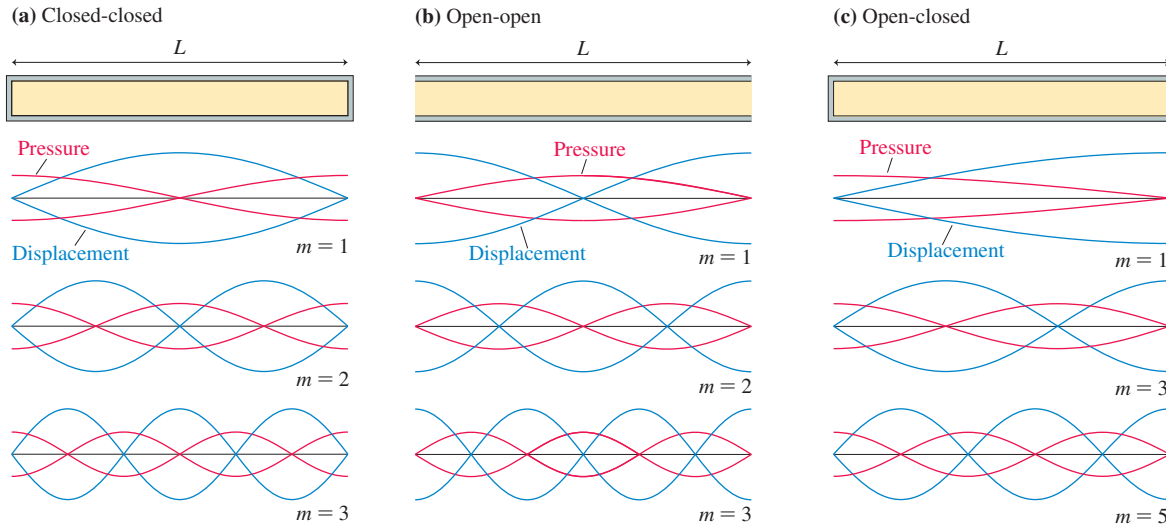 (a) Closed-closed
L
Pressure
Displacement
m = 1
m = 2
m = 3
(b) Open-open
L
Pressure
Displacement
m = 1
m = 2
m = 3
(c) Open-closed
L
Pressure
Displacement
m = 1
m = 3
m = 5